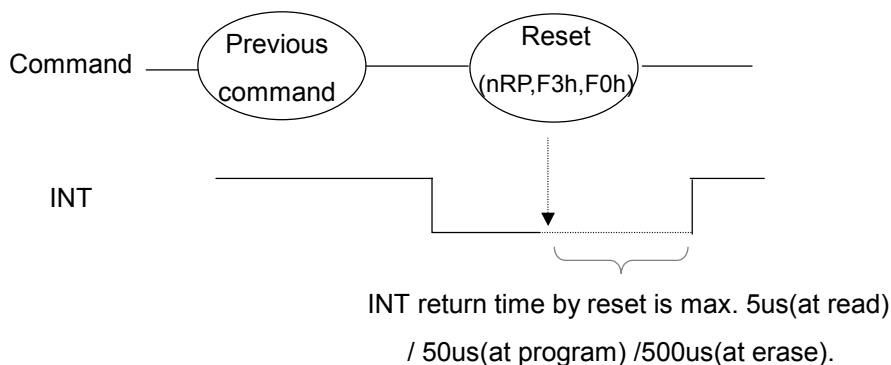 Previous
command
Reset
(nRP,F3h,F0h)
Command
INT
INT return time by reset is max. 5us(at read)
/ 50us(at program) /500us(at erase).